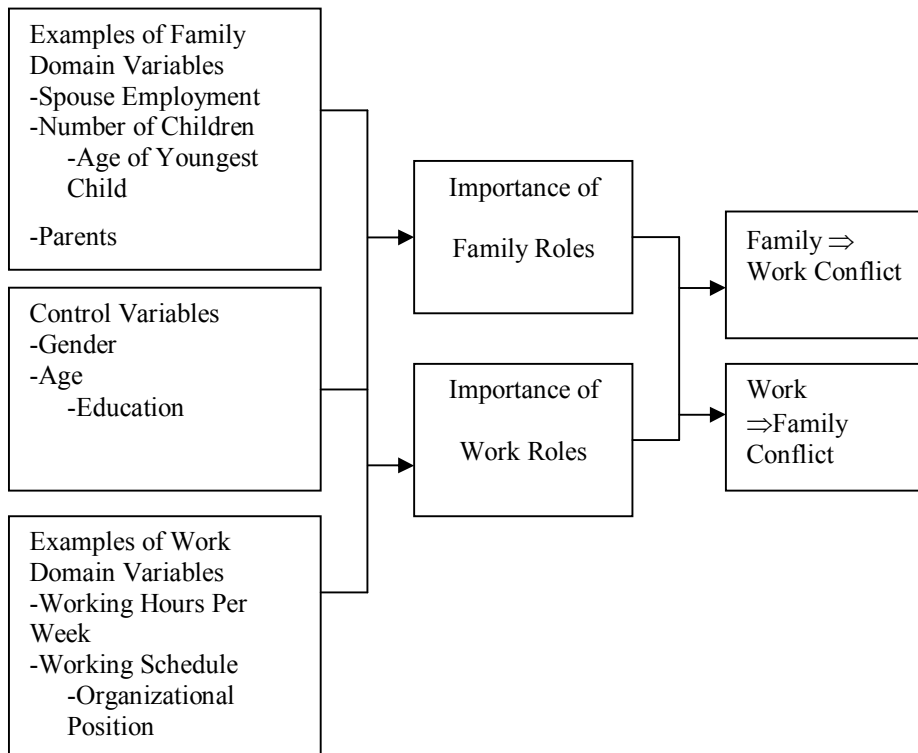 Examples of Family
Domain Variables
-Spouse Employment
-Number of Children
-Age of Youngest
Child
-Parents
Control Variables
-Gender
-Age
-Education
Examples of Work
Domain Variables
-Working Hours Per
Week
-Working Schedule
-Organizational
Position
Importance of
Family Roles
Importance of
Work Roles
Family ⇒
Work Conflict
Work
⇒Family
Conflict